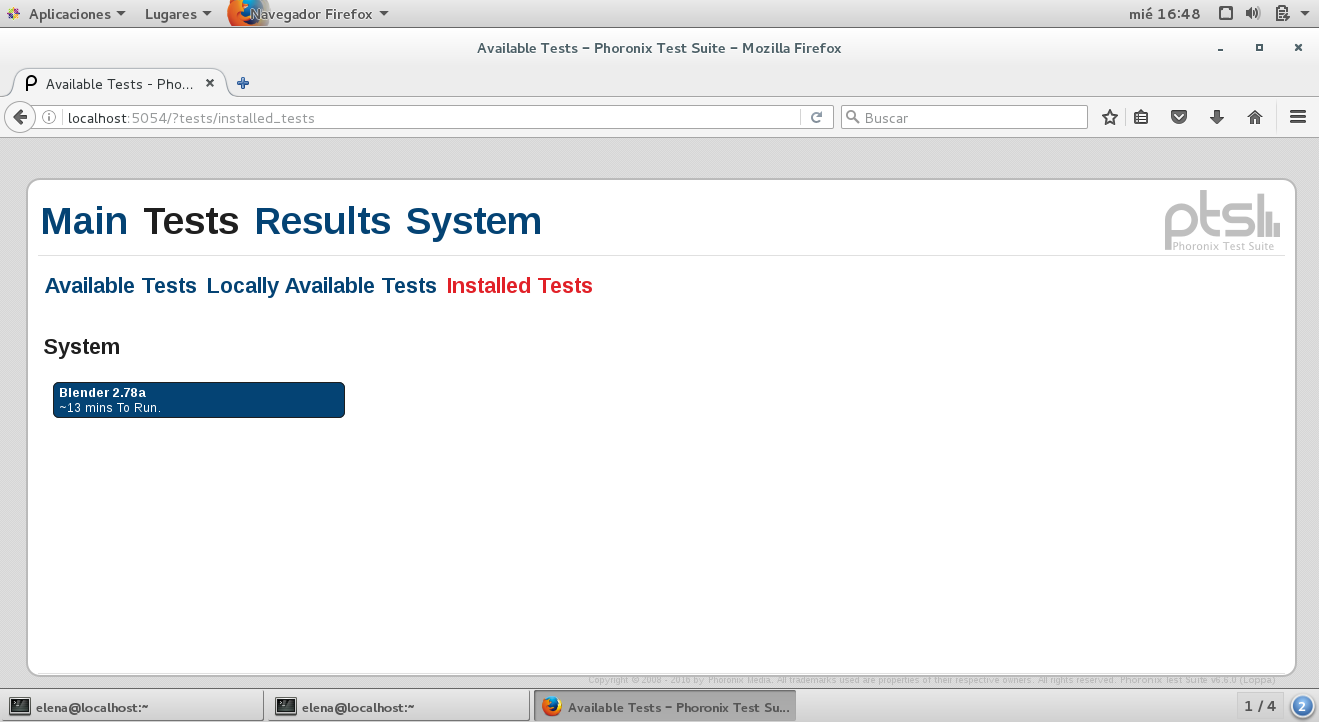 Aplicaciones Lugares Navegador Firefox mié 16:48
Available Tests – Phoronix Test Suite – Mozilla Firefox
Available Tests - Pho...
localhost:5054/?tests/installed_tests Buscar
Main Tests Results System
pts
Phoronix Test Suite
Available Tests Locally Available Tests Installed Tests
System
Blender 2.78a
~13 mins To Run.
Copyright © 2008 - 2016 by Phoronix Media. All trademarks used are properties of their respective owners. All rights reserved. Phoronix Test Suite v6.6.0 (Loppa)
elena@localhost:~ elena@localhost:~ Available Tests – Phoronix Test Su... 1 / 4 2